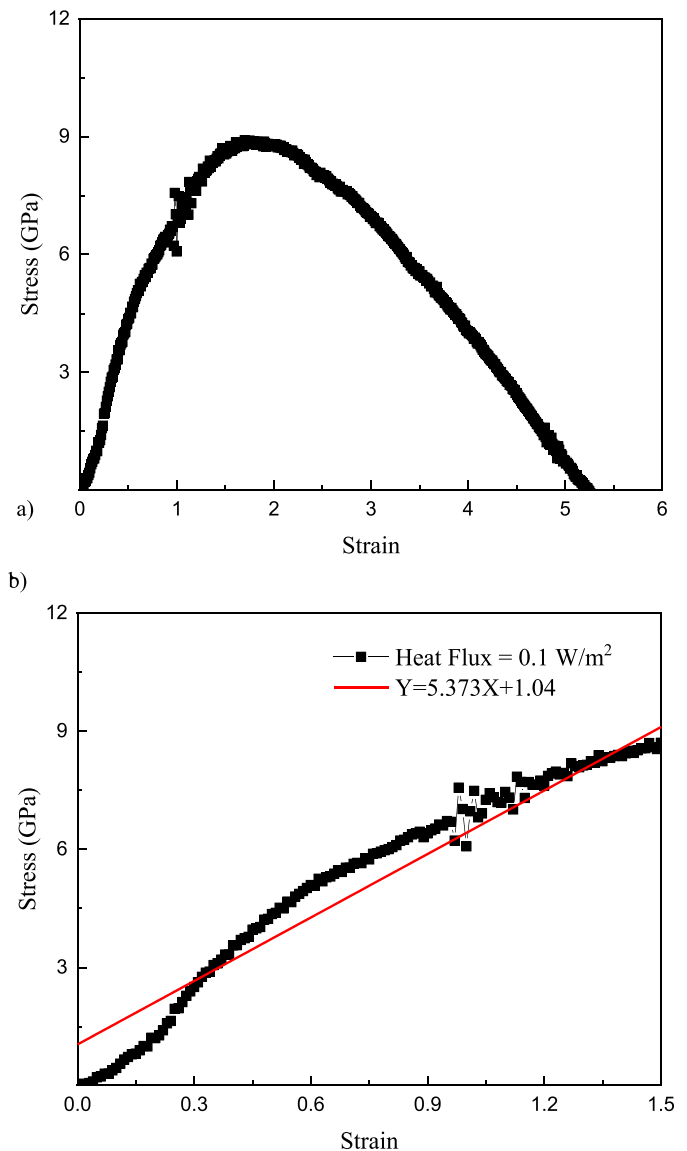 12
9
6
3
Stress (GPa)
0 1 2 3 4 5 6
a)
Strain
b)
12
Heat Flux = 0.1 W/m²
Y=5.373X+1.04
9
6
3
Stress (GPa)
0.0 0.3 0.6 0.9 1.2 1.5
Strain